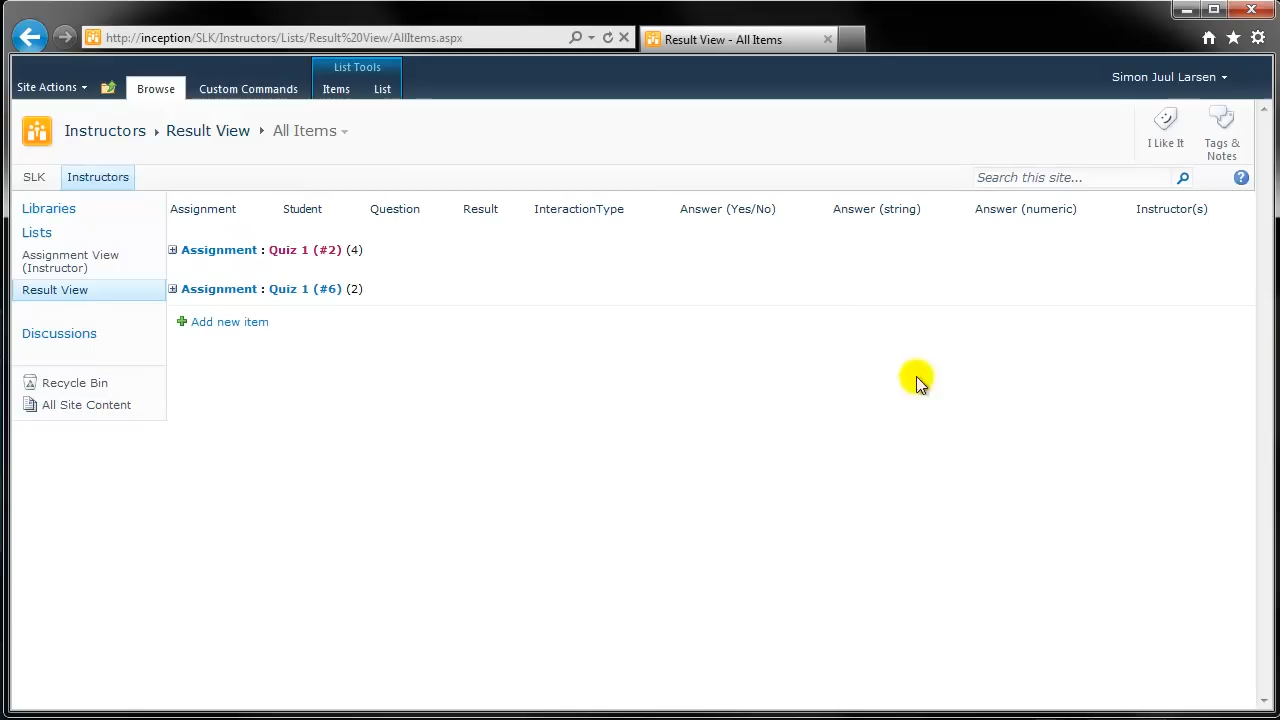 http://inception/SLK/Instructors/Lists/Result%20View/AllItems.aspx
Result View - All Items
List Tools
Site Actions
Browse
Custom Commands
Items
List
Simon Juul Larsen
Instructors
Result View
All Items
I Like It
Tags &
Notes
SLK
Instructors
Search this site...
Libraries
Lists
Assignment View
(Instructor)
Result View
Discussions
Recycle Bin
All Site Content
Assignment Student Question Result InteractionType Answer (Yes/No) Answer (string) Answer (numeric) Instructor(s)
Assignment : Quiz 1 (#2) (4)
Assignment : Quiz 1 (#6) (2)
Add new item